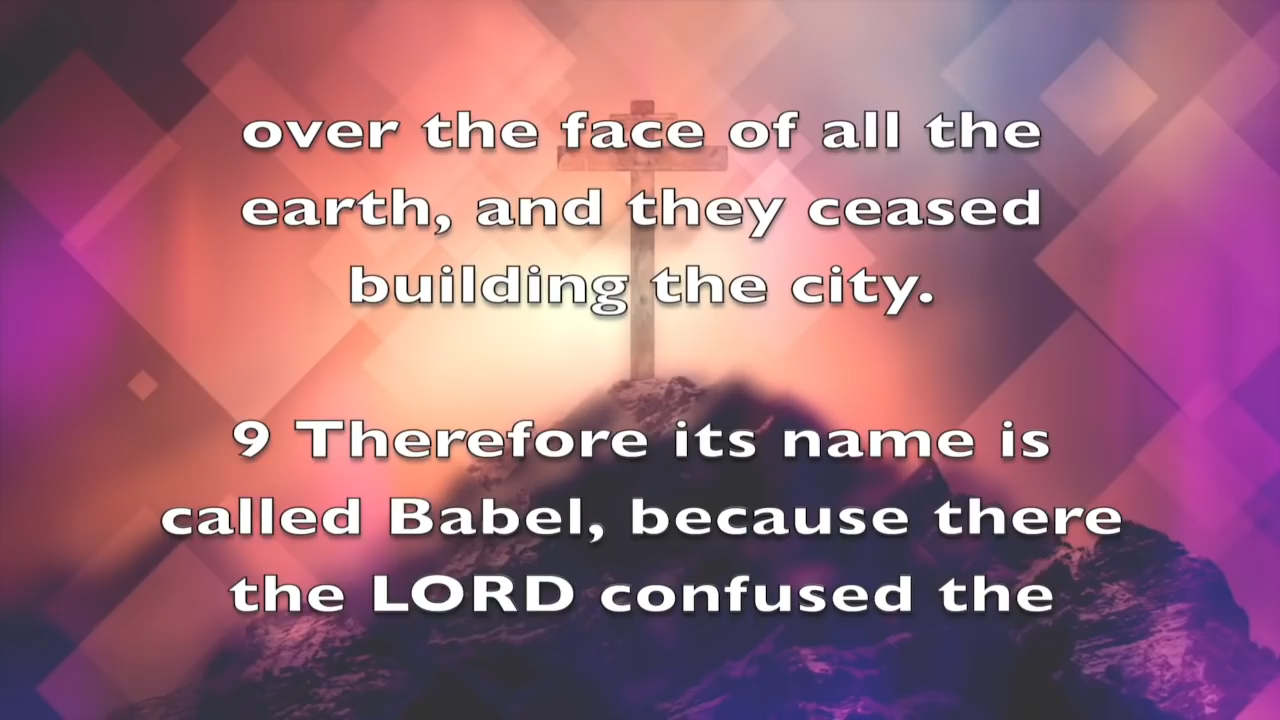 over the face of all the
earth, and they ceased
building the city.
9 Therefore its name is
called Babel, because there
the LORD confused the